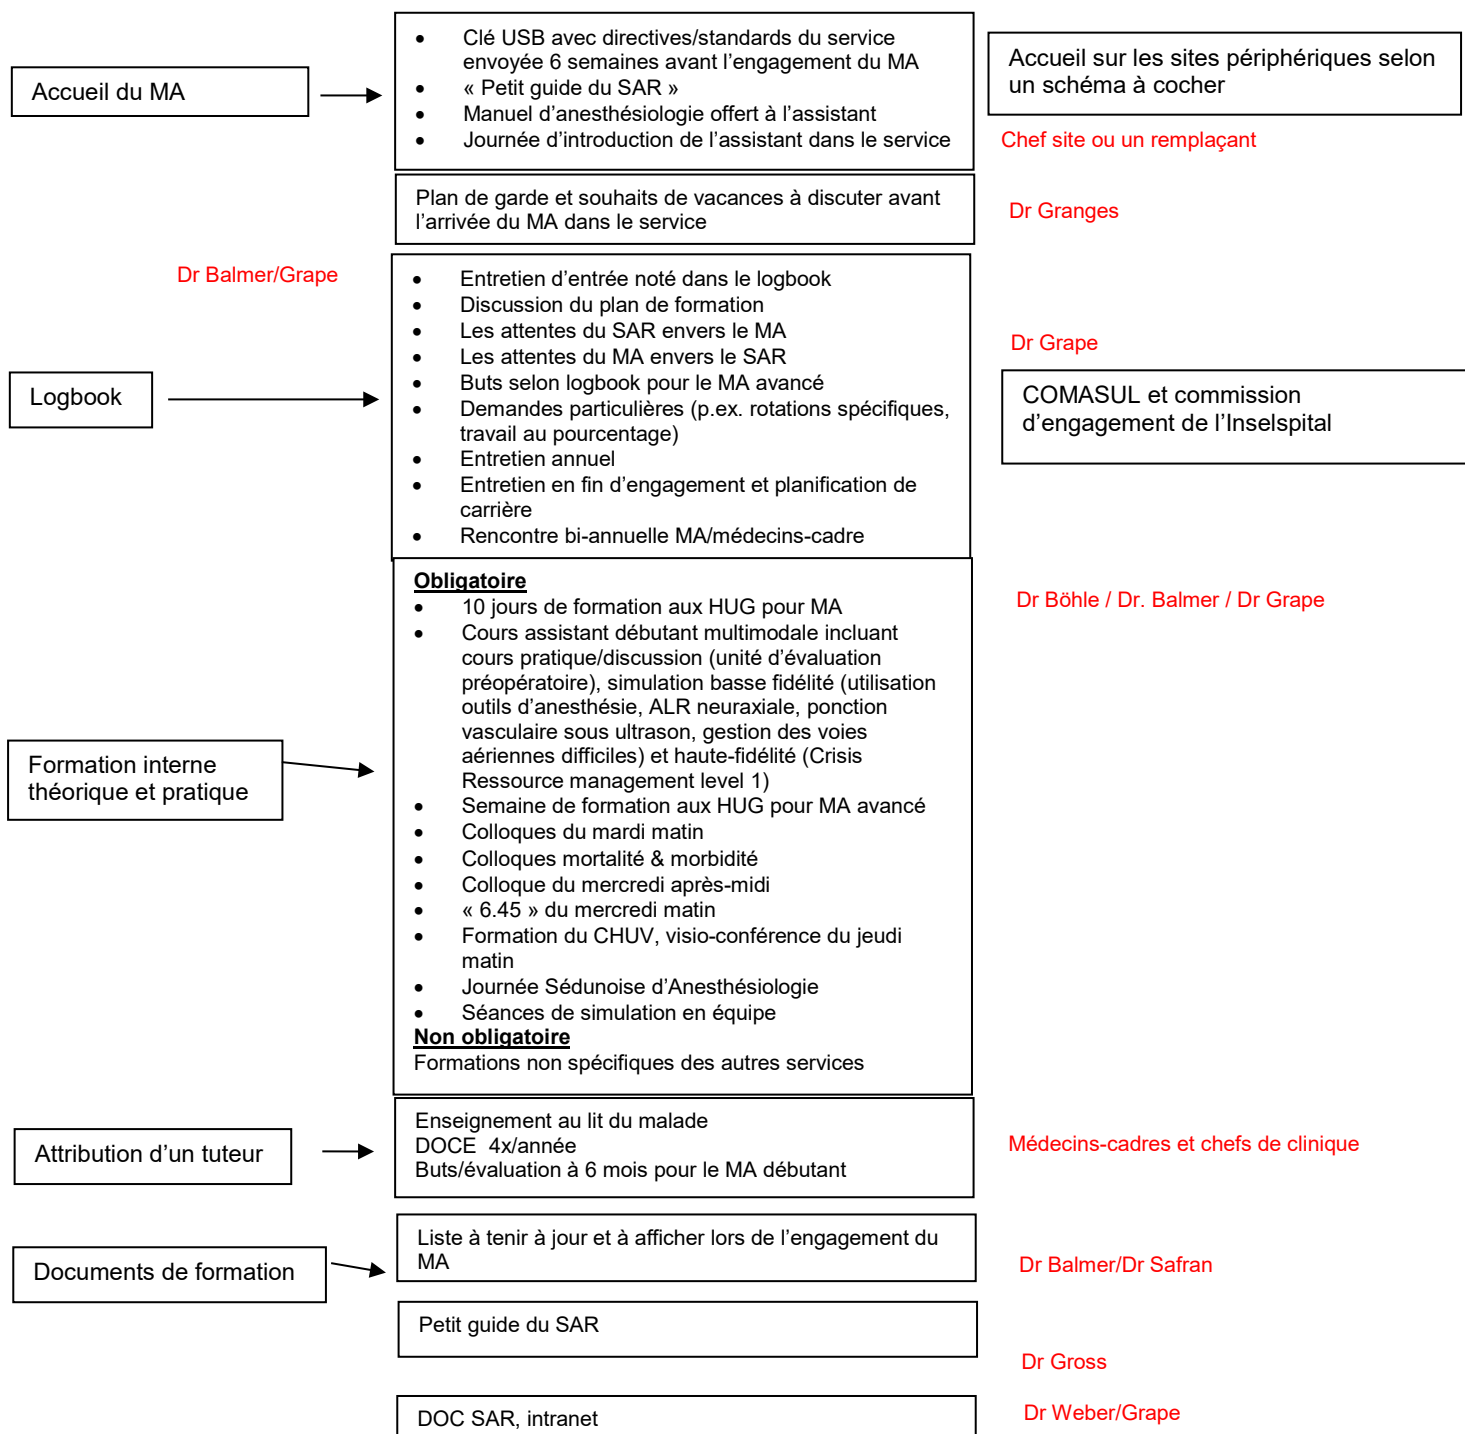 Accueil du MA
• Clé USB avec directives/standards du service
envoyée 6 semaines avant l’engagement du MA
• « Petit guide du SAR »
• Manuel d’anesthésiologie offert à l’assistant
• Journée d’introduction de l’assistant dans le service
Accueil sur les sites périphériques selon
un schéma à cocher
Chef site ou un remplaçant
Plan de garde et souhaits de vacances à discuter avant
l’arrivée du MA dans le service
Dr Granges
Dr Balmer/Grape
Logbook
• Entretien d’entrée noté dans le logbook
• Discussion du plan de formation
• Les attentes du SAR envers le MA
• Les attentes du MA envers le SAR
• Buts selon logbook pour le MA avancé
• Demandes particulières (p.ex. rotations spécifiques,
travail au pourcentage)
• Entretien annuel
• Entretien en fin d’engagement et planification de
carrière
• Rencontre bi-annuelle MA/médecins-cadre
Dr Grape
COMASUL et commission
d’engagement de l’Inselspital
Formation interne
théorique et pratique
Obligatoire
• 10 jours de formation aux HUG pour MA
• Cours assistant débutant multimodale incluant
cours pratique/discussion (unité d’évaluation
préopératoire), simulation basse fidélité (utilisation
outils d’anesthésie, ALR neuraxiale, ponction
vasculaire sous ultrason, gestion des voies
aériennes difficiles) et haute-fidélité (Crisis
Ressource management level 1)
• Semaine de formation aux HUG pour MA avancé
• Colloques du mardi matin
• Colloques mortalité & morbidité
• Colloque du mercredi après-midi
• « 6.45 » du mercredi matin
• Formation du CHUV, visio-conférence du jeudi
matin
• Journée Sédunoise d’Anesthésiologie
• Séances de simulation en équipe
Non obligatoire
Formations non spécifiques des autres services
Dr Böhle / Dr. Balmer / Dr Grape
Attribution d’un tuteur
Enseignement au lit du malade
DOCE 4x/année
Buts/évaluation à 6 mois pour le MA débutant
Médecins-cadres et chefs de clinique
Documents de formation
Liste à tenir à jour et à afficher lors de l’engagement du
MA
Dr Balmer/Dr Safran
Petit guide du SAR
Dr Gross
DOC SAR, intranet
Dr Weber/Grape